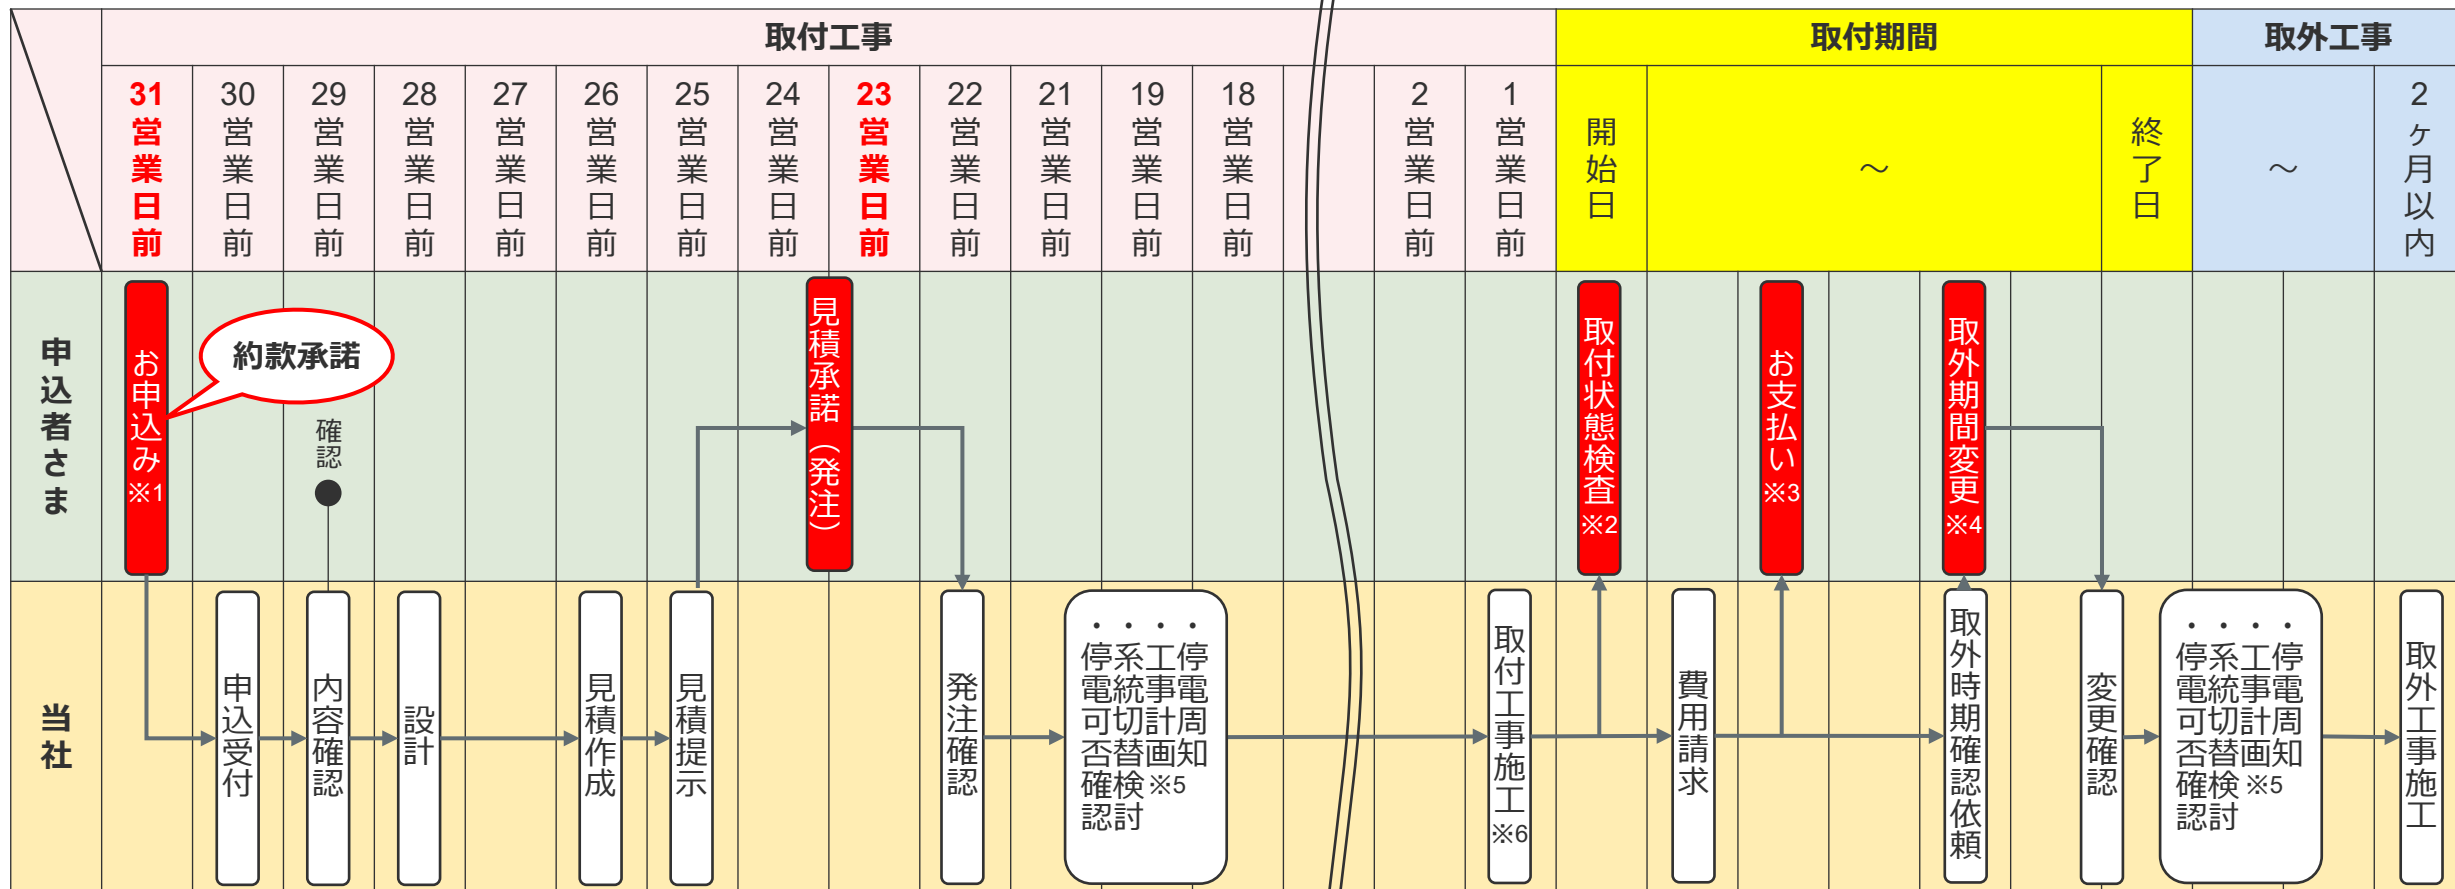 取付工事
取付期間
取外工事
31営業日前
30営業日前
29営業日前
28営業日前
27営業日前
26営業日前
25営業日前
24営業日前
23営業日前
22営業日前
21営業日前
19営業日前
18営業日前
2営業日前
1営業日前
開始日
～
終了日
～
2ヶ月以内
申込者さま
お申込み※1
約款承諾
確認
見積承諾（発注）
取付状態検査※2
お支払い※3
取外期間変更※4
当社
申込受付
内容確認
設計
見積作成
見積提示
発注確認
・停電周知
・工事計画※5
・系統切替検討
・停電可否確認
取付工事施工※6
費用請求
取外時期確認依頼
変更確認
・停電周知
・工事計画※5
・系統切替検討
・停電可否確認
取外工事施工